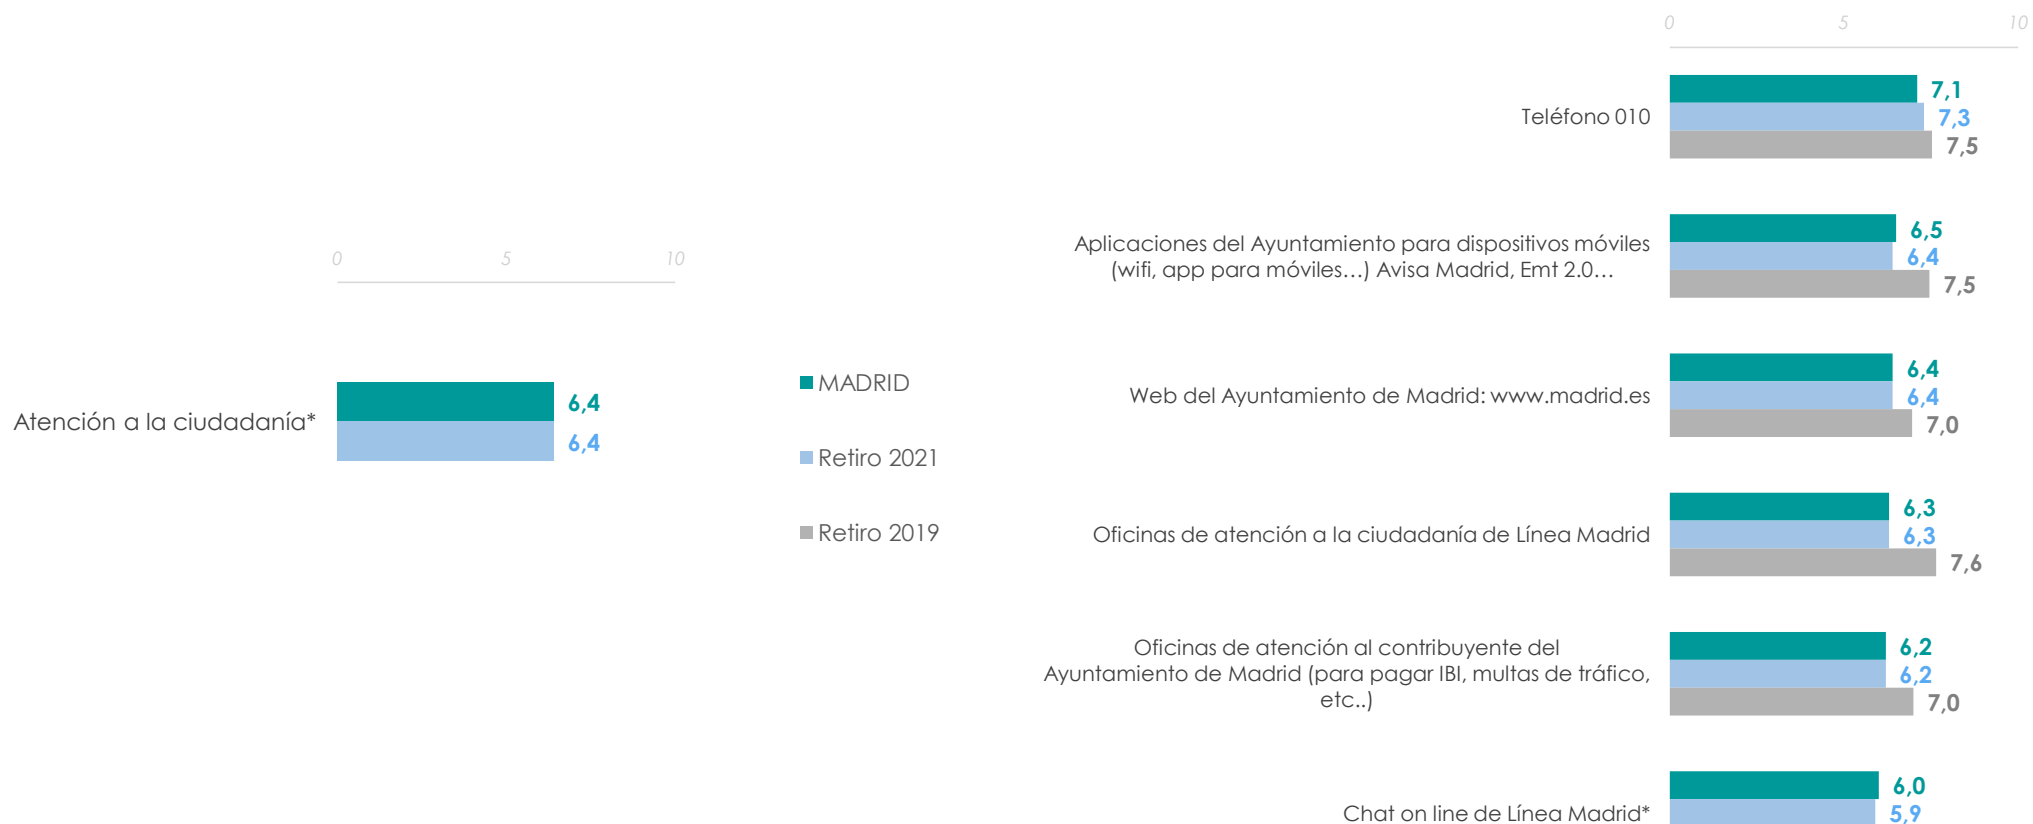 0 5 10
Atención a la ciudadanía*
6,4
6,4
MADRID
Retiro 2021
Retiro 2019
0 5 10
Teléfono 010
7,1
7,3
7,5
Aplicaciones del Ayuntamiento para dispositivos móviles
(wifi, app para móviles...) Avisa Madrid, Emt 2.0...
6,5
6,4
7,5
Web del Ayuntamiento de Madrid: www.madrid.es
6,4
6,4
7,0
Oficinas de atención a la ciudadanía de Línea Madrid
6,3
6,3
7,6
Oficinas de atención al contribuyente del
Ayuntamiento de Madrid (para pagar IBI, multas de tráfico,
etc..)
6,2
6,2
7,0
Chat on line de Línea Madrid*
6,0
5,9